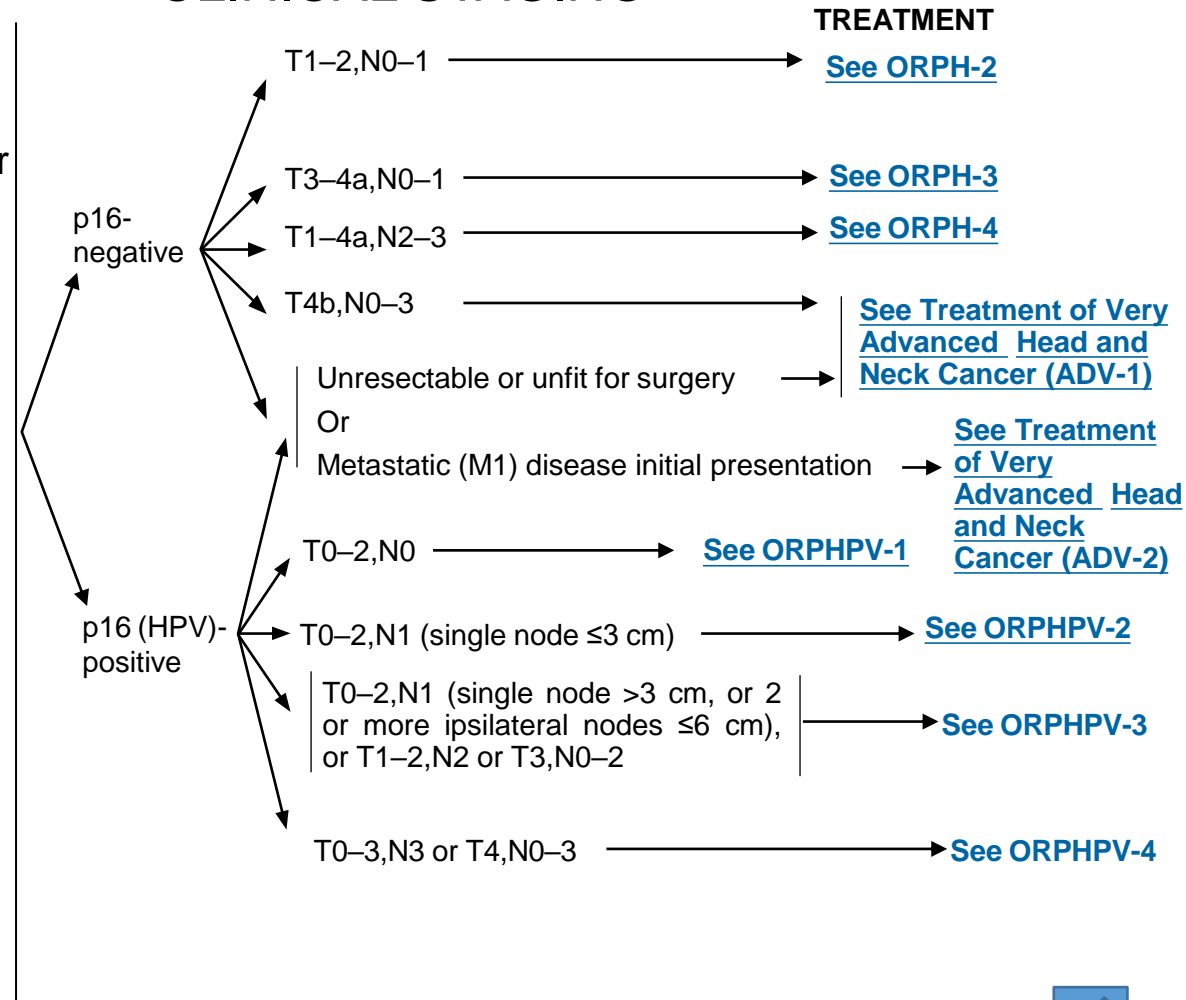 TREATMENT
T1–2,N0–1
See ORPH-2
T3–4a,N0–1
See ORPH-3
p16-
negative
T1–4a,N2–3
See ORPH-4
T4b,N0–3
See Treatment of Very
Advanced Head and
Neck Cancer (ADV-1)
Unresectable or unfit for surgery
Or
Metastatic (M1) disease initial presentation
See Treatment
of Very
Advanced Head
and Neck
Cancer (ADV-2)
T0–2,N0
See ORPHPV-1
p16 (HPV)-
positive
T0–2,N1 (single node ≤3 cm)
See ORPHPV-2
T0–2,N1 (single node >3 cm, or 2
or more ipsilateral nodes ≤6 cm),
or T1–2,N2 or T3,N0–2
See ORPHPV-3
T0–3,N3 or T4,N0–3
See ORPHPV-4